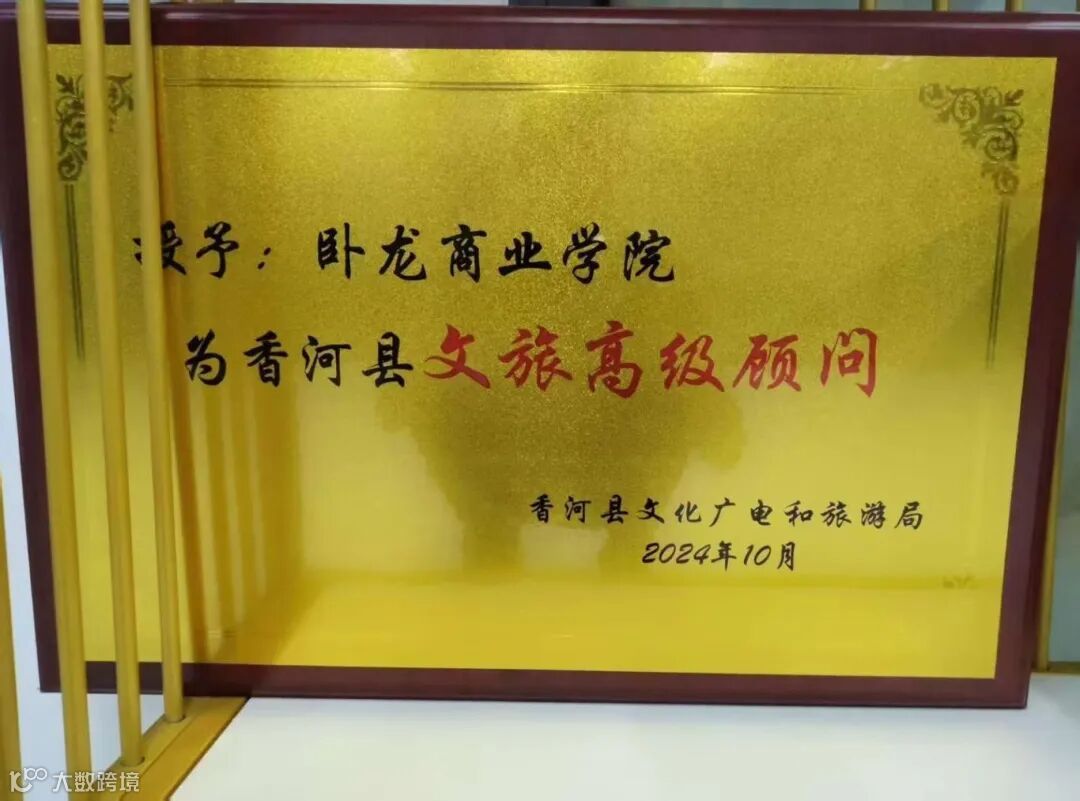 授予：卧龙商业学院
为香河县文旅高级顾问
香河县文化广电和旅游局
2024年10月
大数跨境